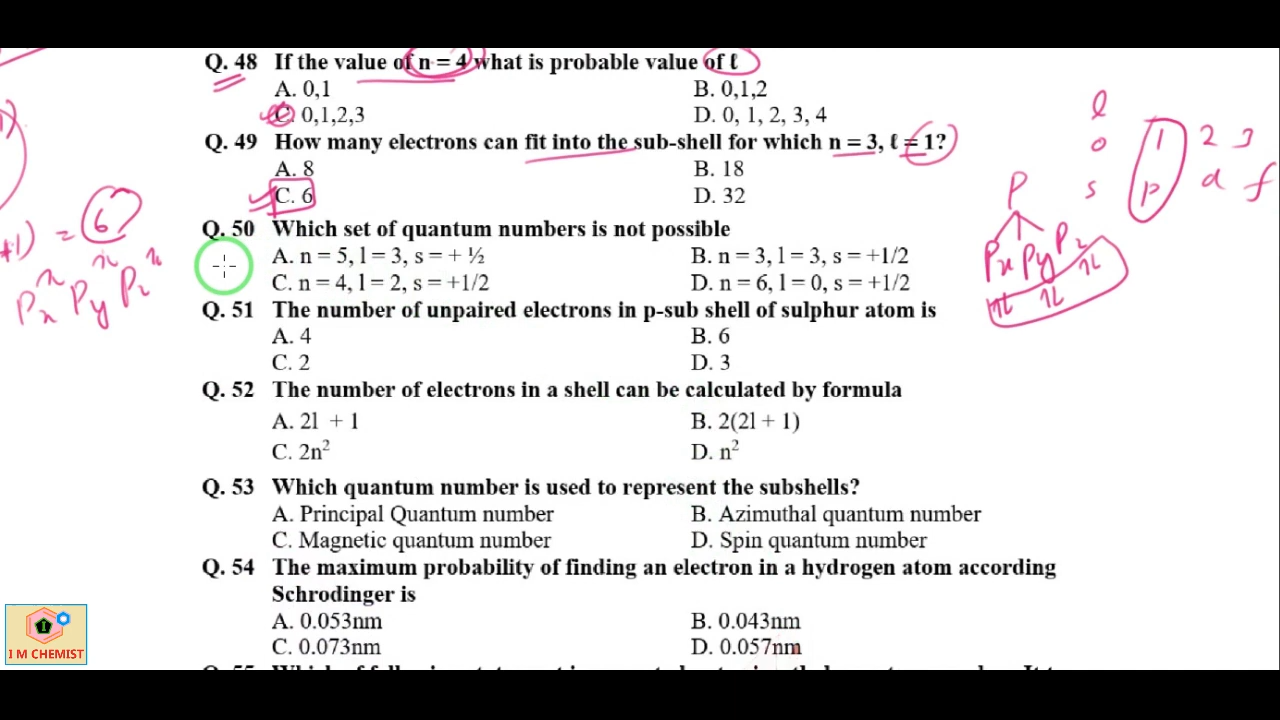 Q. 48 If the value of n = 4 what is probable value of ℓ
A. 0,1 B. 0,1,2
C. 0,1,2,3 D. 0, 1, 2, 3, 4
Q. 49 How many electrons can fit into the sub-shell for which n = 3, ℓ = 1?
A. 8 B. 18
C. 6 D. 32
Q. 50 Which set of quantum numbers is not possible
A. n = 5, l = 3, s = + ½ B. n = 3, l = 3, s = +1/2
C. n = 4, l = 2, s = +1/2 D. n = 6, l = 0, s = +1/2
Q. 51 The number of unpaired electrons in p-sub shell of sulphur atom is
A. 4 B. 6
C. 2 D. 3
Q. 52 The number of electrons in a shell can be calculated by formula
A. 2l + 1 B. 2(2l + 1)
C. 2n² D. n²
Q. 53 Which quantum number is used to represent the subshells?
A. Principal Quantum number B. Azimuthal quantum number
C. Magnetic quantum number D. Spin quantum number
Q. 54 The maximum probability of finding an electron in a hydrogen atom according
Schrodinger is
A. 0.053nm B. 0.043nm
C. 0.073nm D. 0.057nm
ℓ
0 1 2 3
s p d f
P
Px Py Pz
+1) = 6
Px Py Pz
I
I M CHEMIST